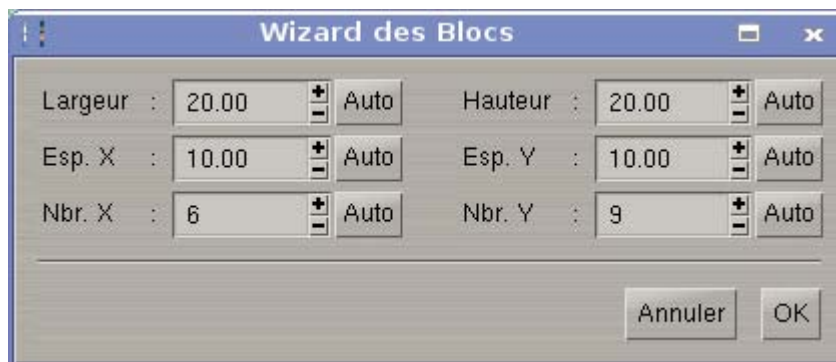 Wizard des Blocs
Largeur : 20.00 Auto Hauteur : 20.00 Auto
Esp. X : 10.00 Auto Esp. Y : 10.00 Auto
Nbr. X : 6 Auto Nbr. Y : 9 Auto
Annuler OK